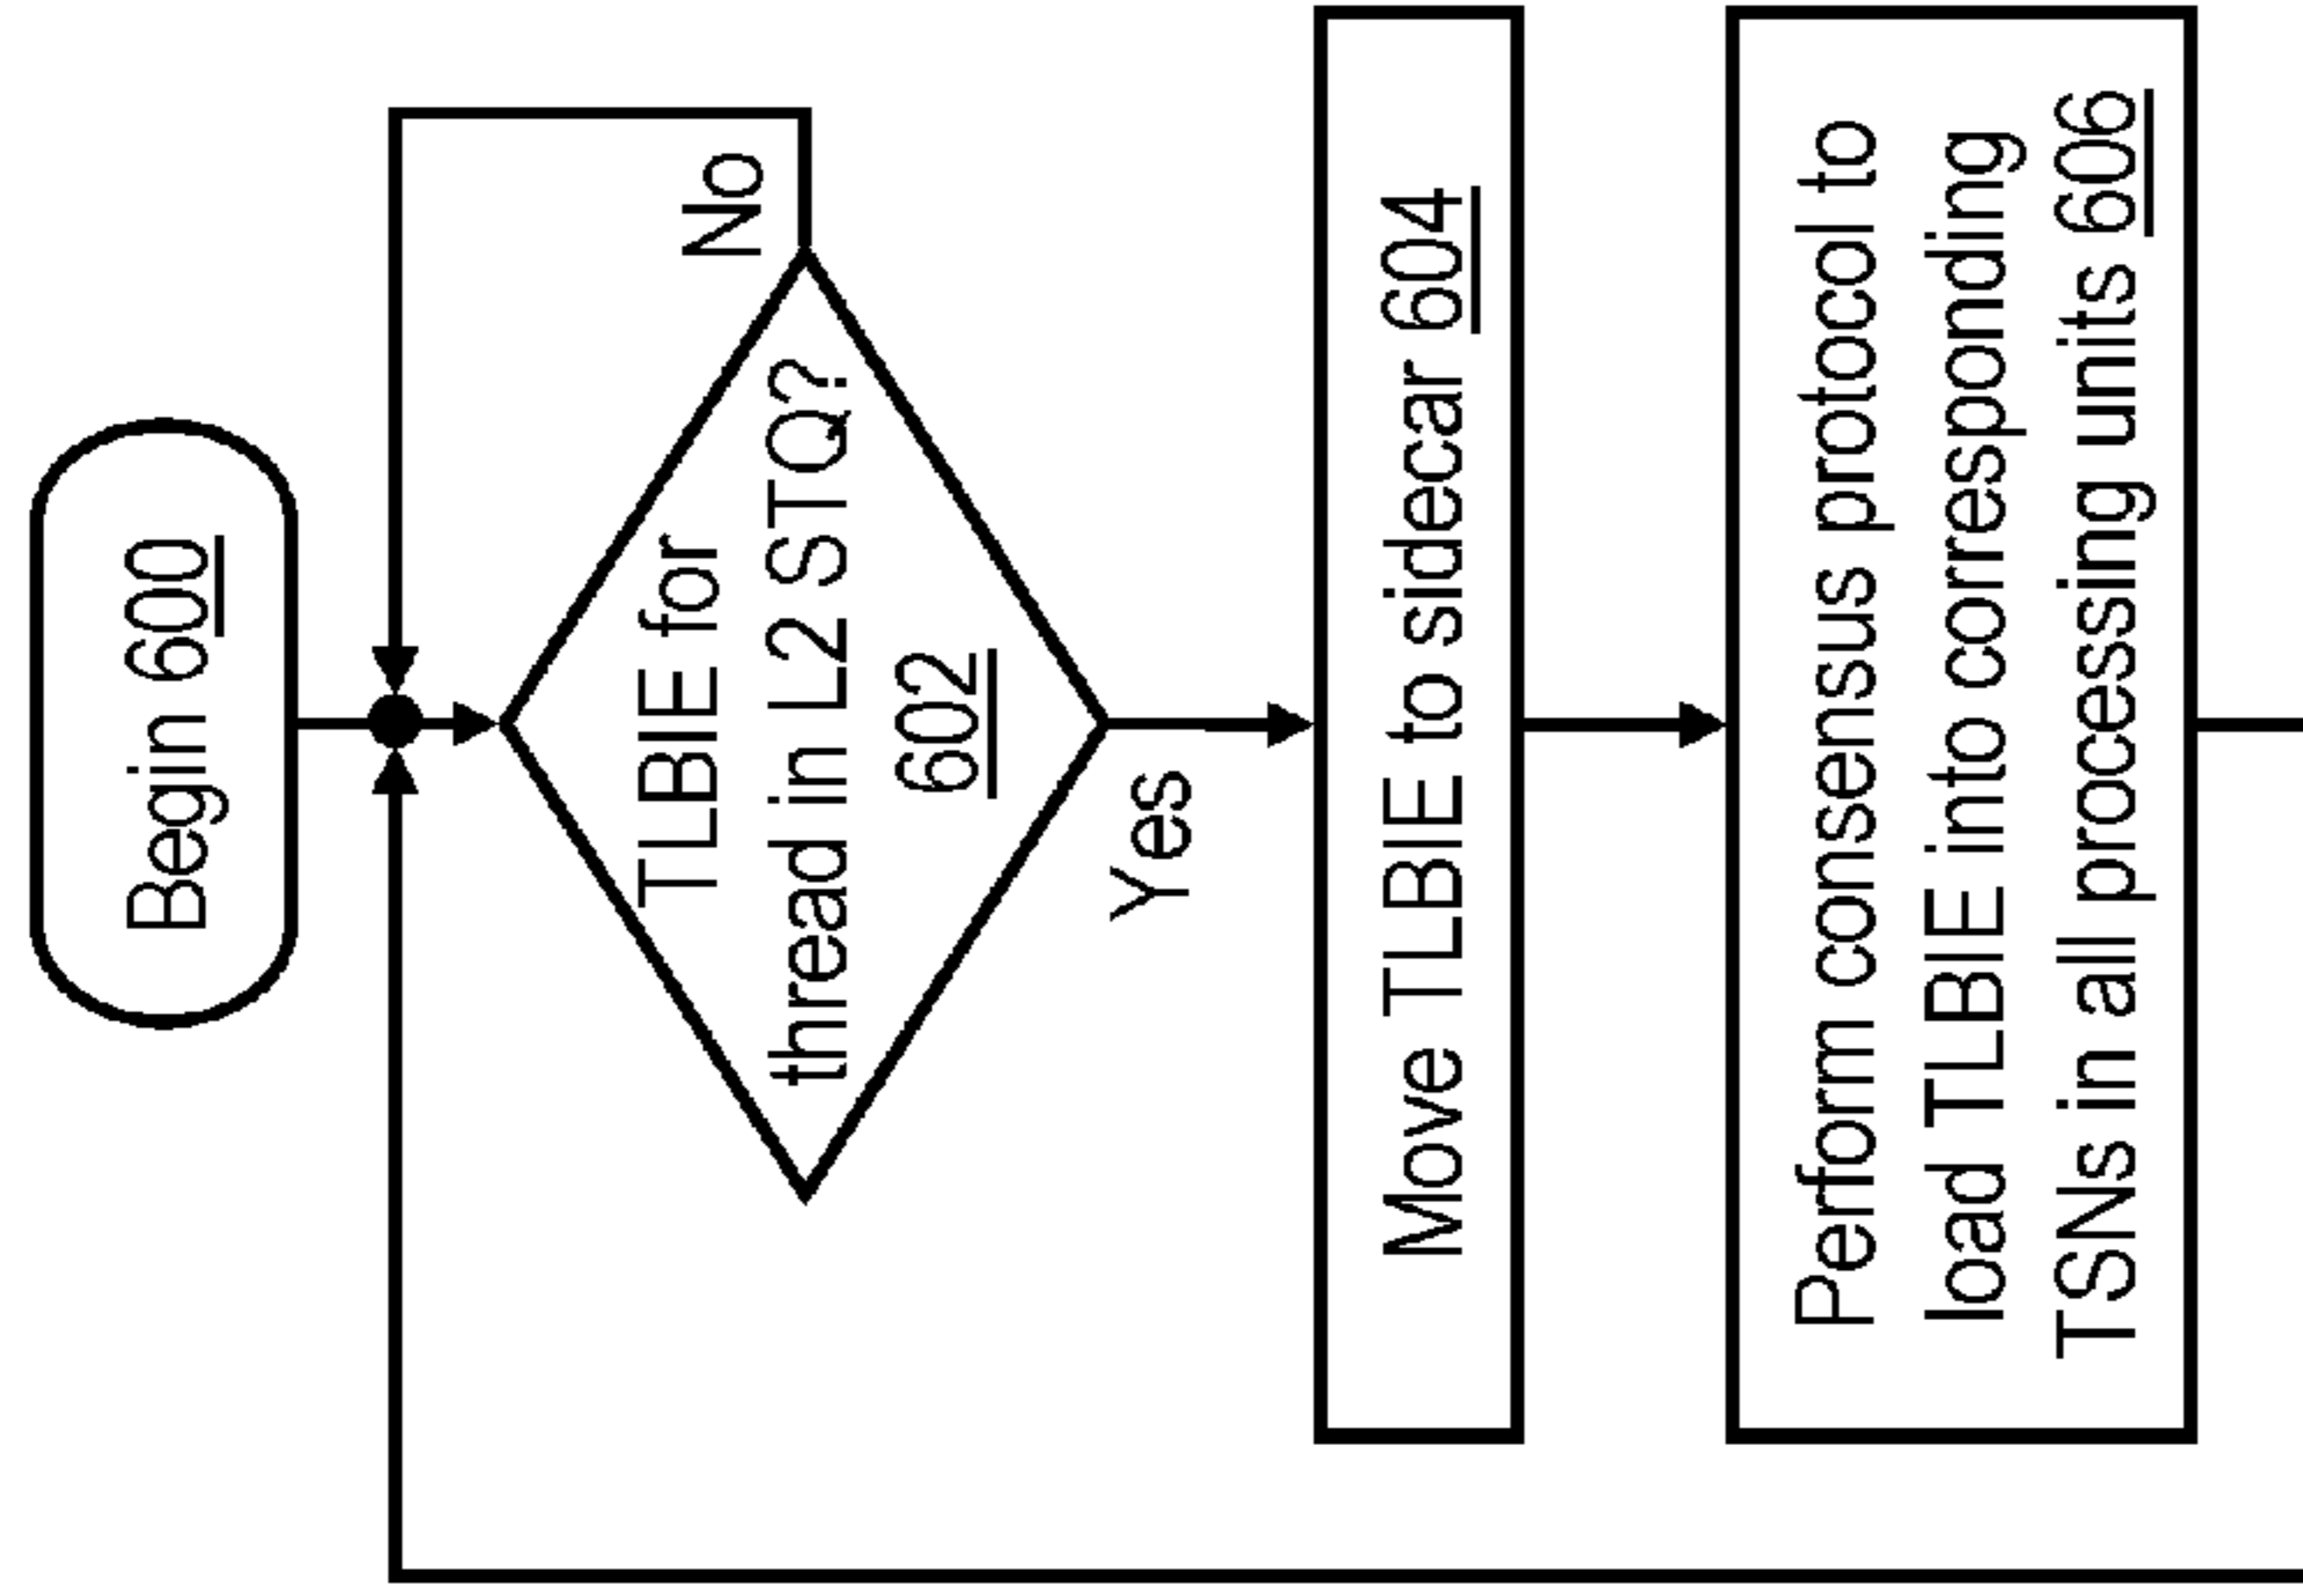 Begin 600
No
TLBIE for
thread in L2 STQ?
602
Yes
Move TLBIE to sidecar 604
Perform consensus protocol to
load TLBIE into corresponding
TSNs in all processing units 606